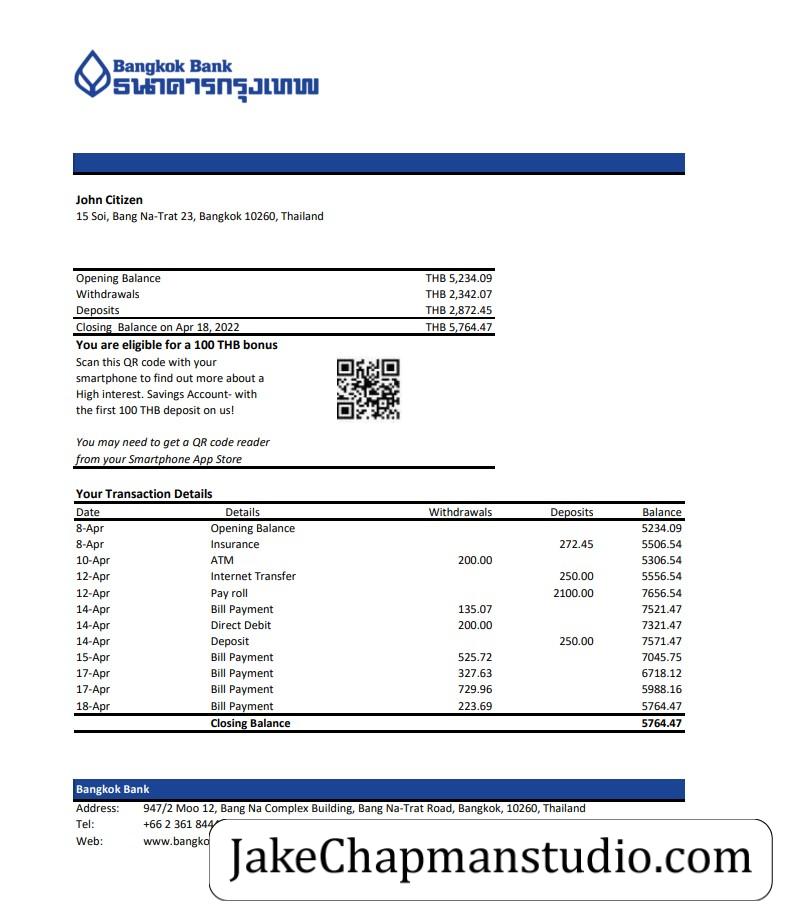 Bangkok Bank
ธนาคารกรุงเทพ
John Citizen
15 Soi, Bang Na-Trat 23, Bangkok 10260, Thailand
Opening Balance THB 5,234.09
Withdrawals THB 2,342.07
Deposits THB 2,872.45
Closing Balance on Apr 18, 2022 THB 5,764.47
You are eligible for a 100 THB bonus
Scan this QR code with your
smartphone to find out more about a
High interest. Savings Account- with
the first 100 THB deposit on us!
You may need to get a QR code reader
from your Smartphone App Store
Your Transaction Details
Date Details Withdrawals Deposits Balance
8-Apr Opening Balance 5234.09
8-Apr Insurance 272.45 5506.54
10-Apr ATM 200.00 5306.54
12-Apr Internet Transfer 250.00 5556.54
12-Apr Pay roll 2100.00 7656.54
14-Apr Bill Payment 135.07 7521.47
14-Apr Direct Debit 200.00 7321.47
14-Apr Deposit 250.00 7571.47
15-Apr Bill Payment 525.72 7045.75
17-Apr Bill Payment 327.63 6718.12
17-Apr Bill Payment 729.96 5988.16
18-Apr Bill Payment 223.69 5764.47
Closing Balance 5764.47
Bangkok Bank
Address: 947/2 Moo 12, Bang Na Complex Building, Bang Na-Trat Road, Bangkok, 10260, Thailand
Tel: +66 2 361
Web:
JakeChapmanstudio.com